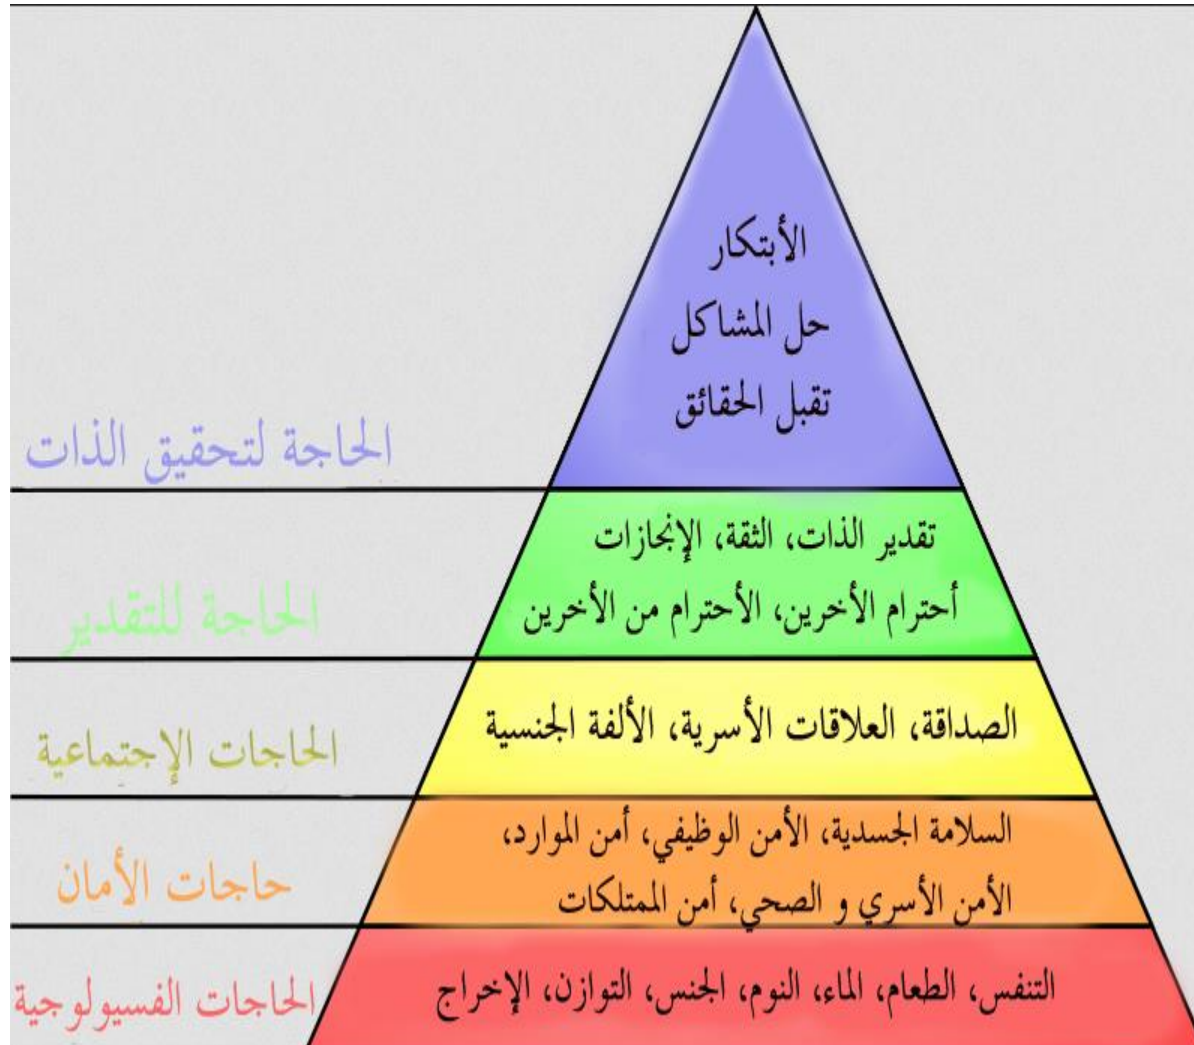 الأبتكار
حل المشاكل
تقبل الحقائق
الحاجة لتحقيق الذات
تقدير الذات، الثقة، الإنجازات
أحترام الأخرين، الأحترام من الأخرين
الحاجة للتقدير
الصداقة، العلاقات الأسرية، الألفة الجنسية
الحاجات الإجتماعية
السلامة الجسدية، الأمن الوظيفي، أمن الموارد،
الأمن الأسري و الصحي، أمن الممتلكات
حاجات الأمان
التنفس، الطعام، الماء، النوم، الجنس، التوازن، الإخراج
الحاجات الفسيولوجية